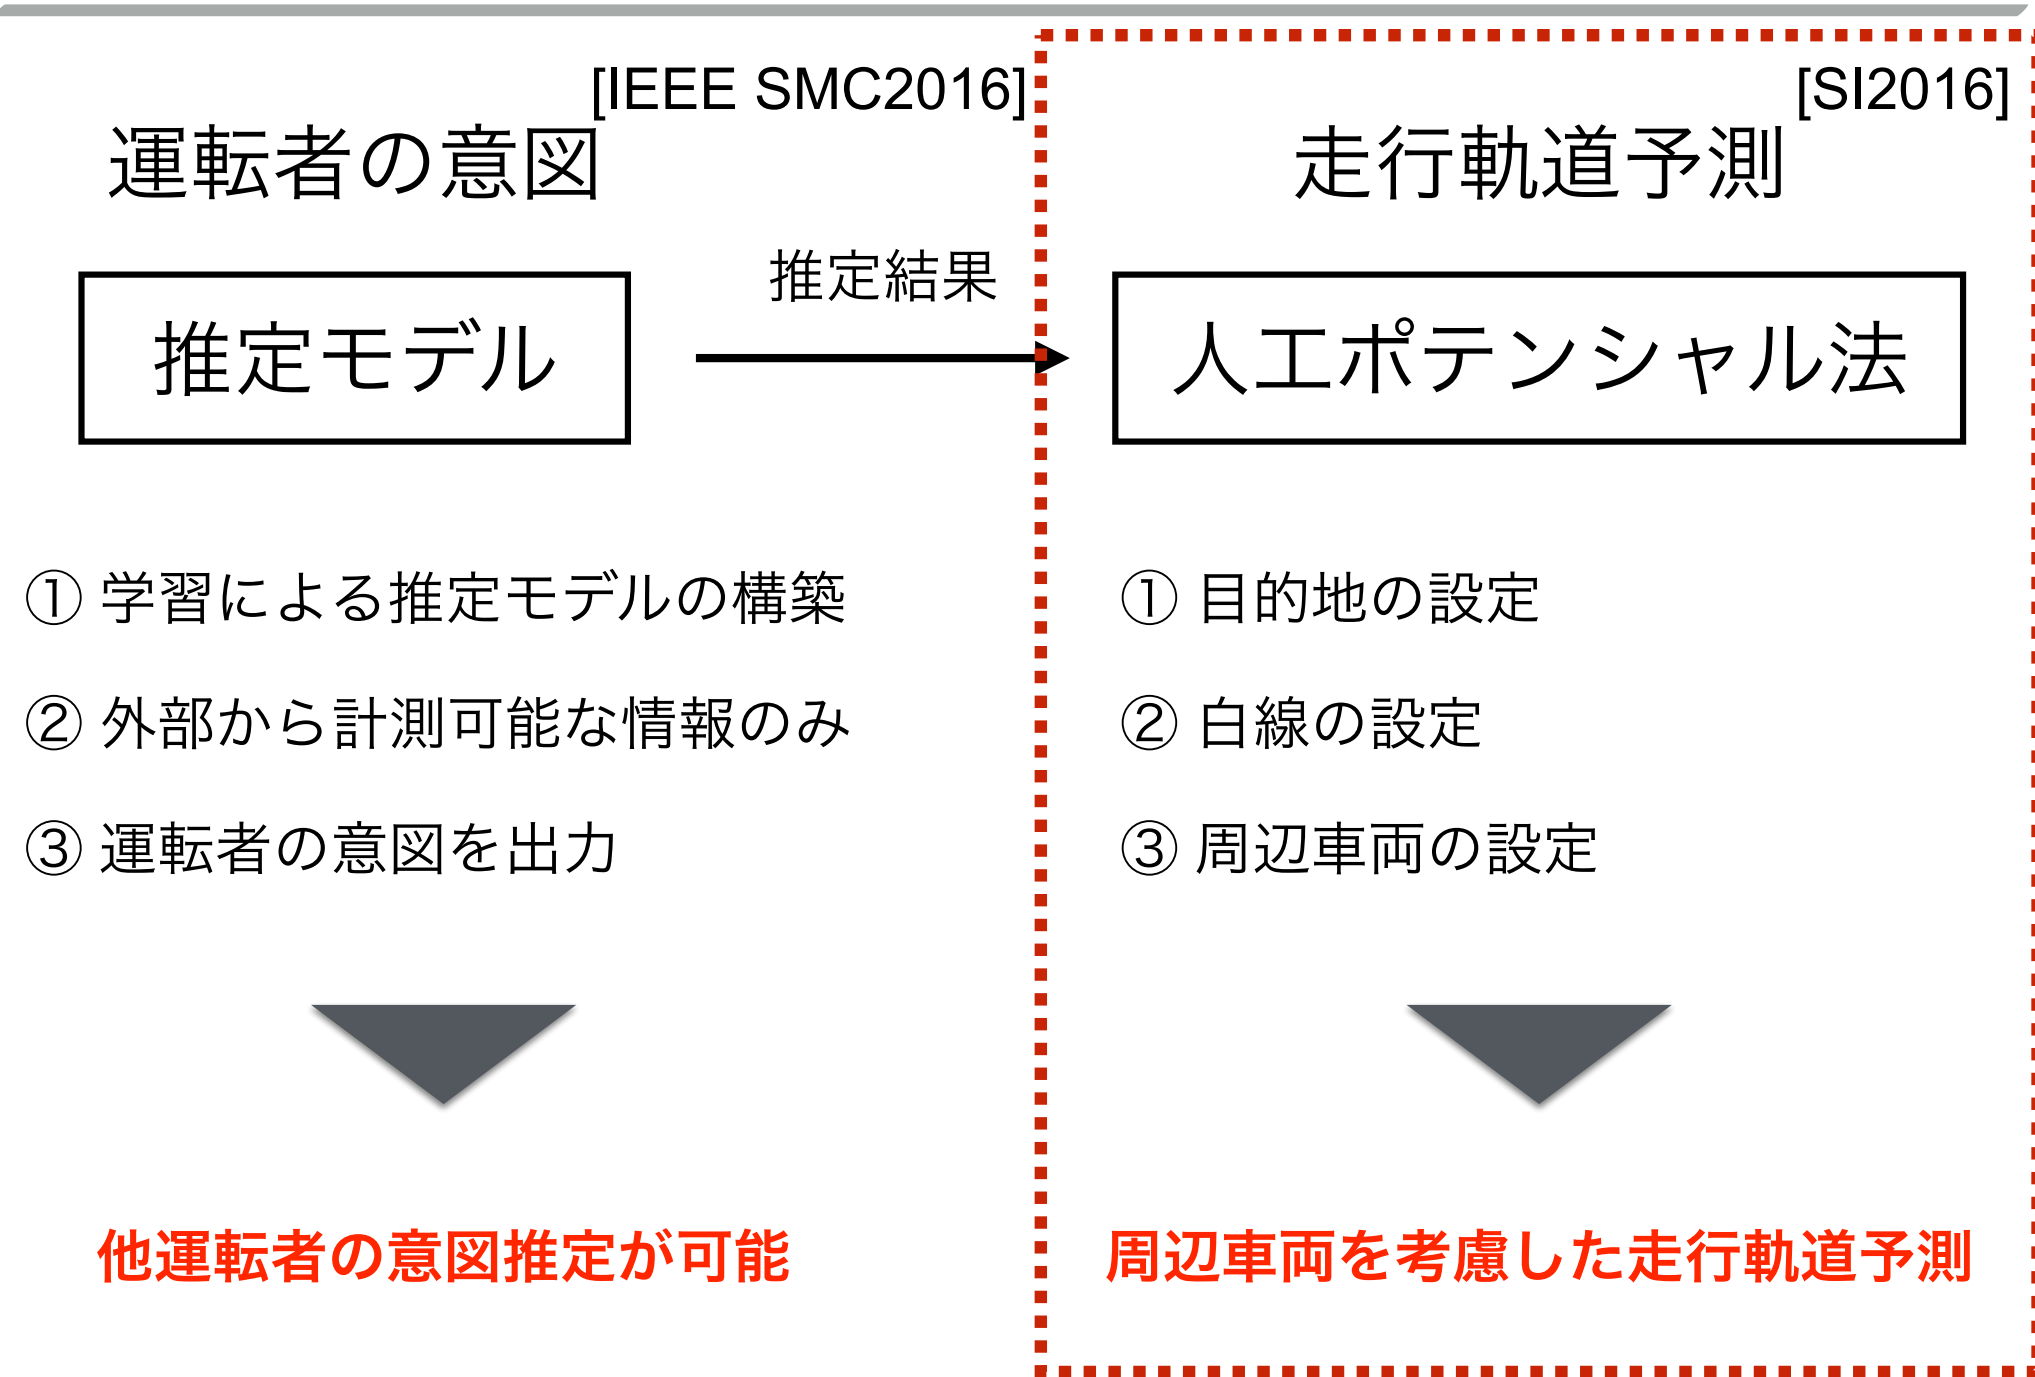 [IEEE SMC2016]
運転者の意図
推定モデル
推定結果
① 学習による推定モデルの構築
② 外部から計測可能な情報のみ
③ 運転者の意図を出力
他運転者の意図推定が可能
[SI2016]
走行軌道予測
人工ポテンシャル法
① 目的地の設定
② 白線の設定
③ 周辺車両の設定
周辺車両を考慮した走行軌道予測